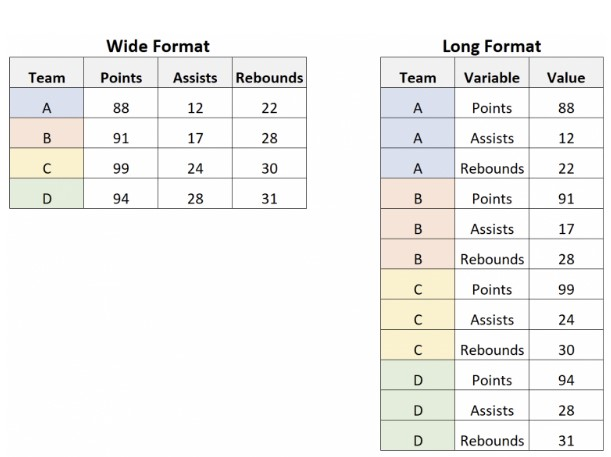 Wide Format
Team Points Assists Rebounds
A 88 12 22
B 91 17 28
C 99 24 30
D 94 28 31
Long Format
Team Variable Value
A Points 88
A Assists 12
A Rebounds 22
B Points 91
B Assists 17
B Rebounds 28
C Points 99
C Assists 24
C Rebounds 30
D Points 94
D Assists 28
D Rebounds 31